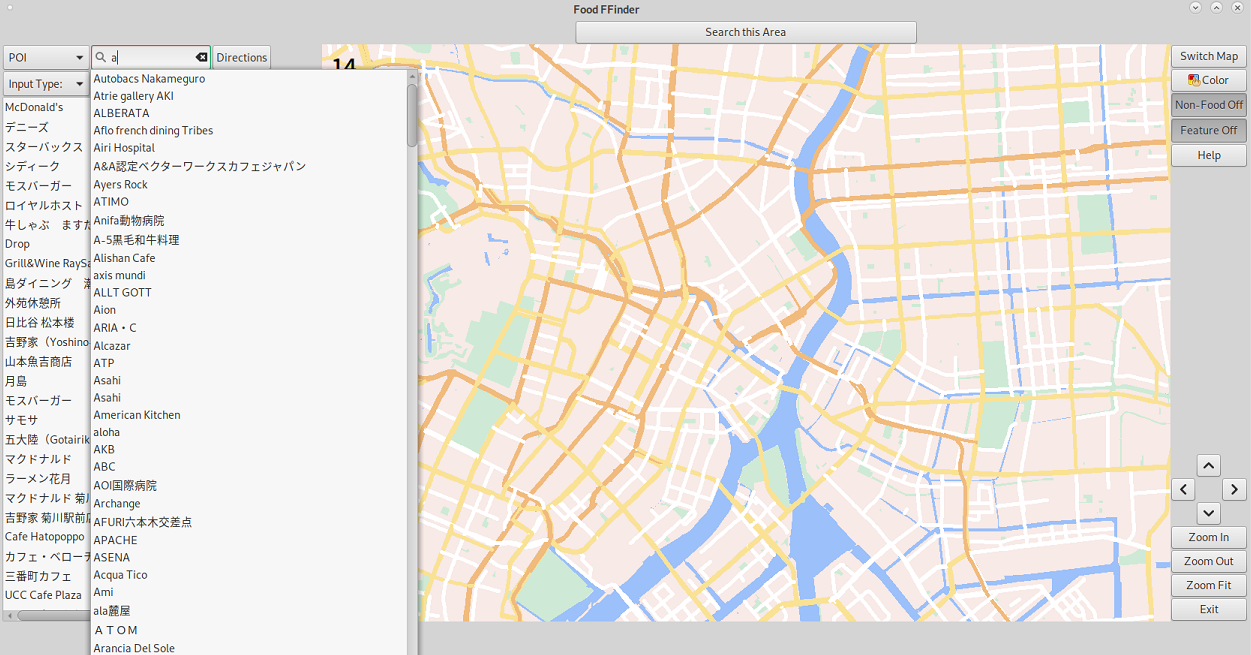 Food FFinder
Search this Area
POI
a
Directions
14
Switch Map
Input Type:
Color
Non-Food Off
Feature Off
Help
McDonald's
デニーズ
スターバックス
シディーク
モスバーガー
ロイヤルホスト
牛しゃぶ ますだ
Drop
Grill&Wine RaySa
島ダイニング
外苑休憩所
日比谷 松本楼
吉野家（Yoshino
山本魚吉商店
月島
モスバーガー
サモサ
五大陸（Gotairik
マクドナルド
ラーメン花月
マクドナルド 菊川
吉野家 菊川駅前店
Cafe Hatopoppo
カフェ・ベローチ
三番町カフェ
UCC Cafe Plaza
Autobacs Nakameguro
Atrie gallery AKI
ALBERATA
Aflo french dining Tribes
Airi Hospital
A&A認定ベクターワークスカフェジャパン
Ayers Rock
ATIMO
Anifa動物病院
A-5黒毛和牛料理
Alishan Cafe
axis mundi
ALLT GOTT
Aion
ARIA・C
Alcazar
ATP
Asahi
Asahi
American Kitchen
aloha
AKB
ABC
AOI国際病院
Archange
AFURI六本木交差点
APACHE
ASENA
Acqua Tico
Ami
ala麓屋
ＡＴＯＭ
Arancia Del Sole
Zoom In
Zoom Out
Zoom Fit
Exit